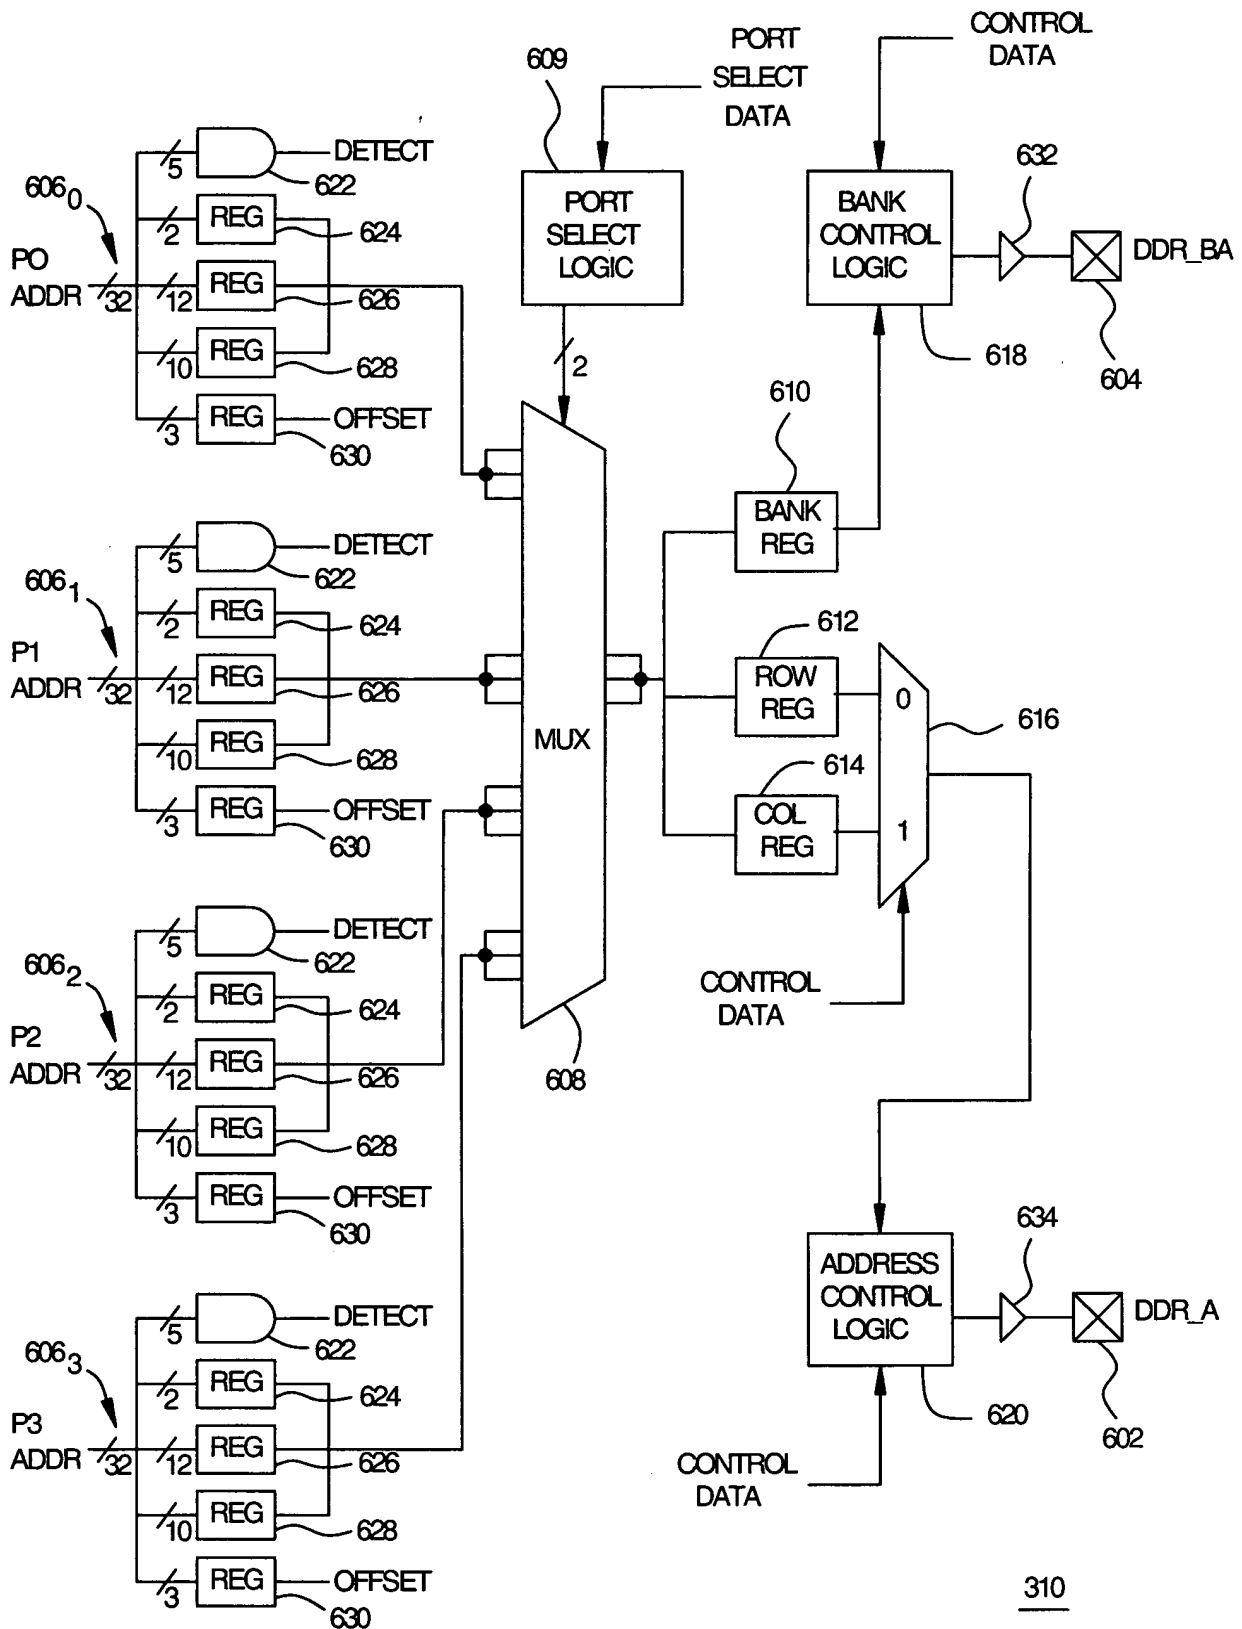 CONTROL
DATA
PORT
SELECT
DATA
609
632
5
DETECT
606 0
622
PORT
SELECT
LOGIC
BANK
CONTROL
LOGIC
REG
2
624
DDR_BA
P0
ADDR
32
12
REG
626
REG
10
628
2
618
604
REG
3
OFFSET
630
610
BANK
REG
5
DETECT
606 1
622
REG
2
624
612
P1
ADDR
32
12
REG
626
ROW
REG
0
616
REG
10
628
MUX
614
REG
3
OFFSET
630
COL
REG
1
5
DETECT
606 2
622
CONTROL
DATA
REG
2
624
P2
ADDR
32
12
REG
626
608
REG
10
628
REG
3
OFFSET
630
634
ADDRESS
CONTROL
LOGIC
DDR_A
5
DETECT
606 3
622
REG
2
624
620
602
P3
ADDR
32
12
REG
626
CONTROL
DATA
REG
10
628
REG
3
OFFSET
630
310